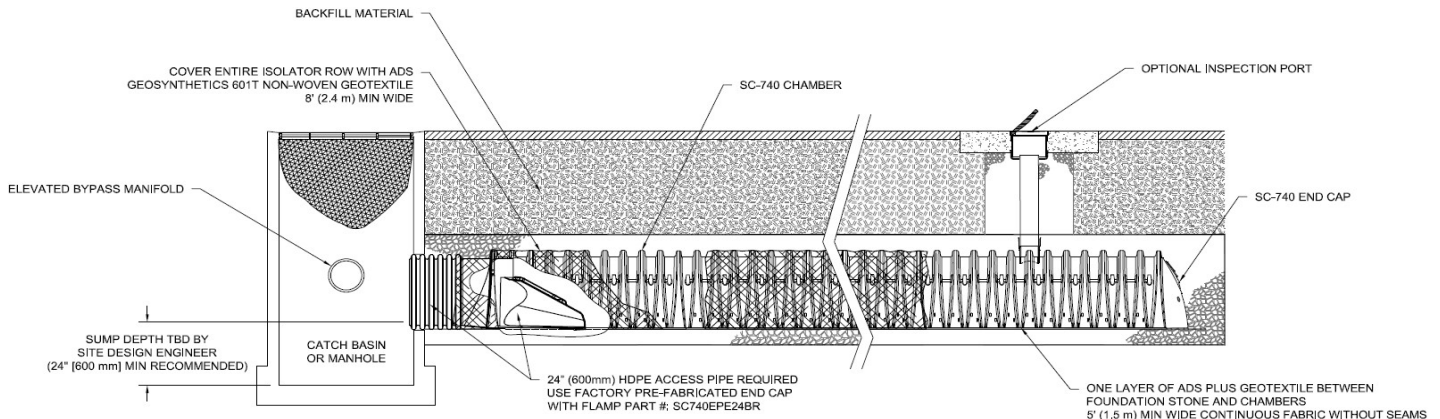 BACKFILL MATERIAL
COVER ENTIRE ISOLATOR ROW WITH ADS
GEOSYNTHETICS 601T NON-WOVEN GEOTEXTILE
8' (2.4 m) MIN WIDE
SC-740 CHAMBER
OPTIONAL INSPECTION PORT
ELEVATED BYPASS MANIFOLD
SC-740 END CAP
SUMP DEPTH TBD BY
SITE DESIGN ENGINEER
(24" [600 mm] MIN RECOMMENDED)
CATCH BASIN
OR MANHOLE
24" (600mm) HDPE ACCESS PIPE REQUIRED
USE FACTORY PRE-FABRICATED END CAP
WITH FLAMP PART #: SC740EPE24BR
ONE LAYER OF ADS PLUS GEOTEXTILE BETWEEN
FOUNDATION STONE AND CHAMBERS
5' (1.5 m) MIN WIDE CONTINUOUS FABRIC WITHOUT SEAMS